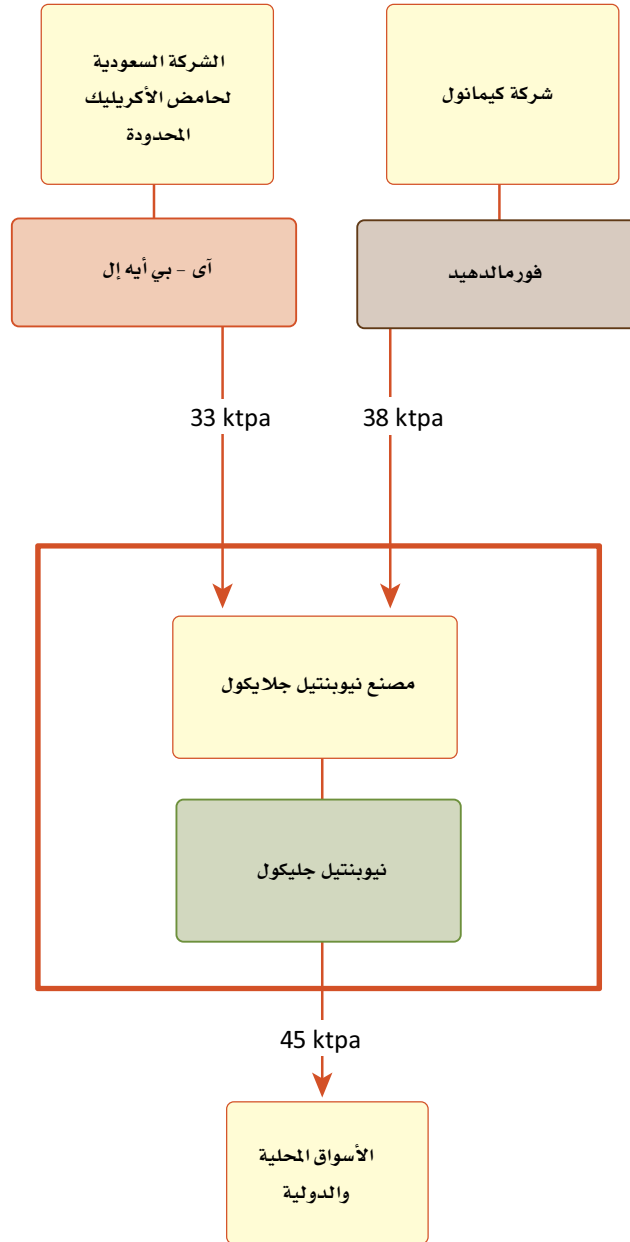 الشركة السعودية
لحامض الأكريليك
المحدودة
شركة كيمانول
آى - بي أيه إل
فورمالدهيد
33 ktpa
38 ktpa
مصنع نيوبنتيل جلايكول
نيوبنتيل جليكول
45 ktpa
الأسواق المحلية
والدولية